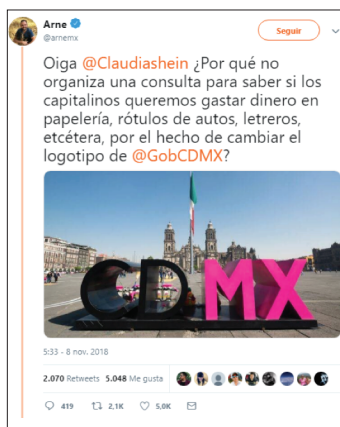 Arne
@arnemx
Seguir
Oiga @Claudiashein ¿Por qué no
organiza una consulta para saber si los
capitalinos queremos gastar dinero en
papelería, rótulos de autos, letreros,
etcétera, por el hecho de cambiar el
logotipo de @GobCDMX?
CDMX
5:33 - 8 nov. 2018
2.070 Retweets 5.048 Me gusta
419 2,1K 5,0K